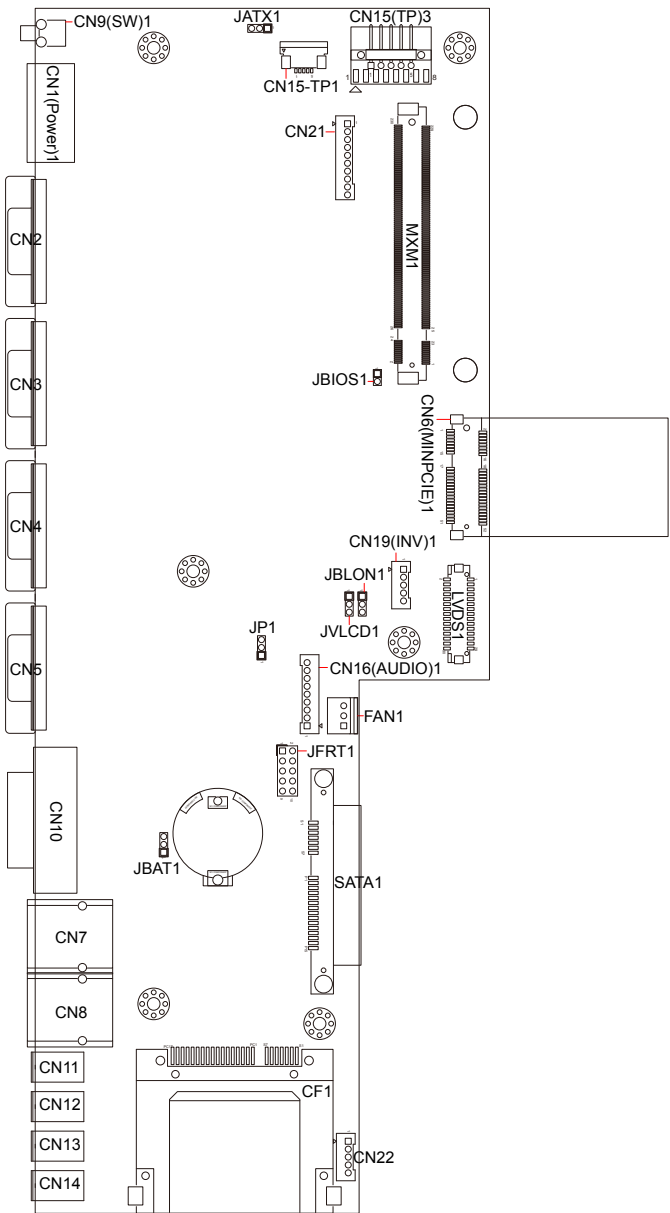 CN9(SW)1
JATX1
CN15(TP)3
CN15-TP1
1
8
CN1(Power)1
CN21
CN2
MXM1
CN3
JBIOS1
CN6(MINPCIE)1
CN4
CN19(INV)1
JBLON1
LVDS1
JVLCD1
JP1
CN5
CN16(AUDIO)1
FAN1
JFRT1
CN10
JBAT1
SATA1
CN7
CN8
CN11
CF1
CN12
CN13
CN22
CN14